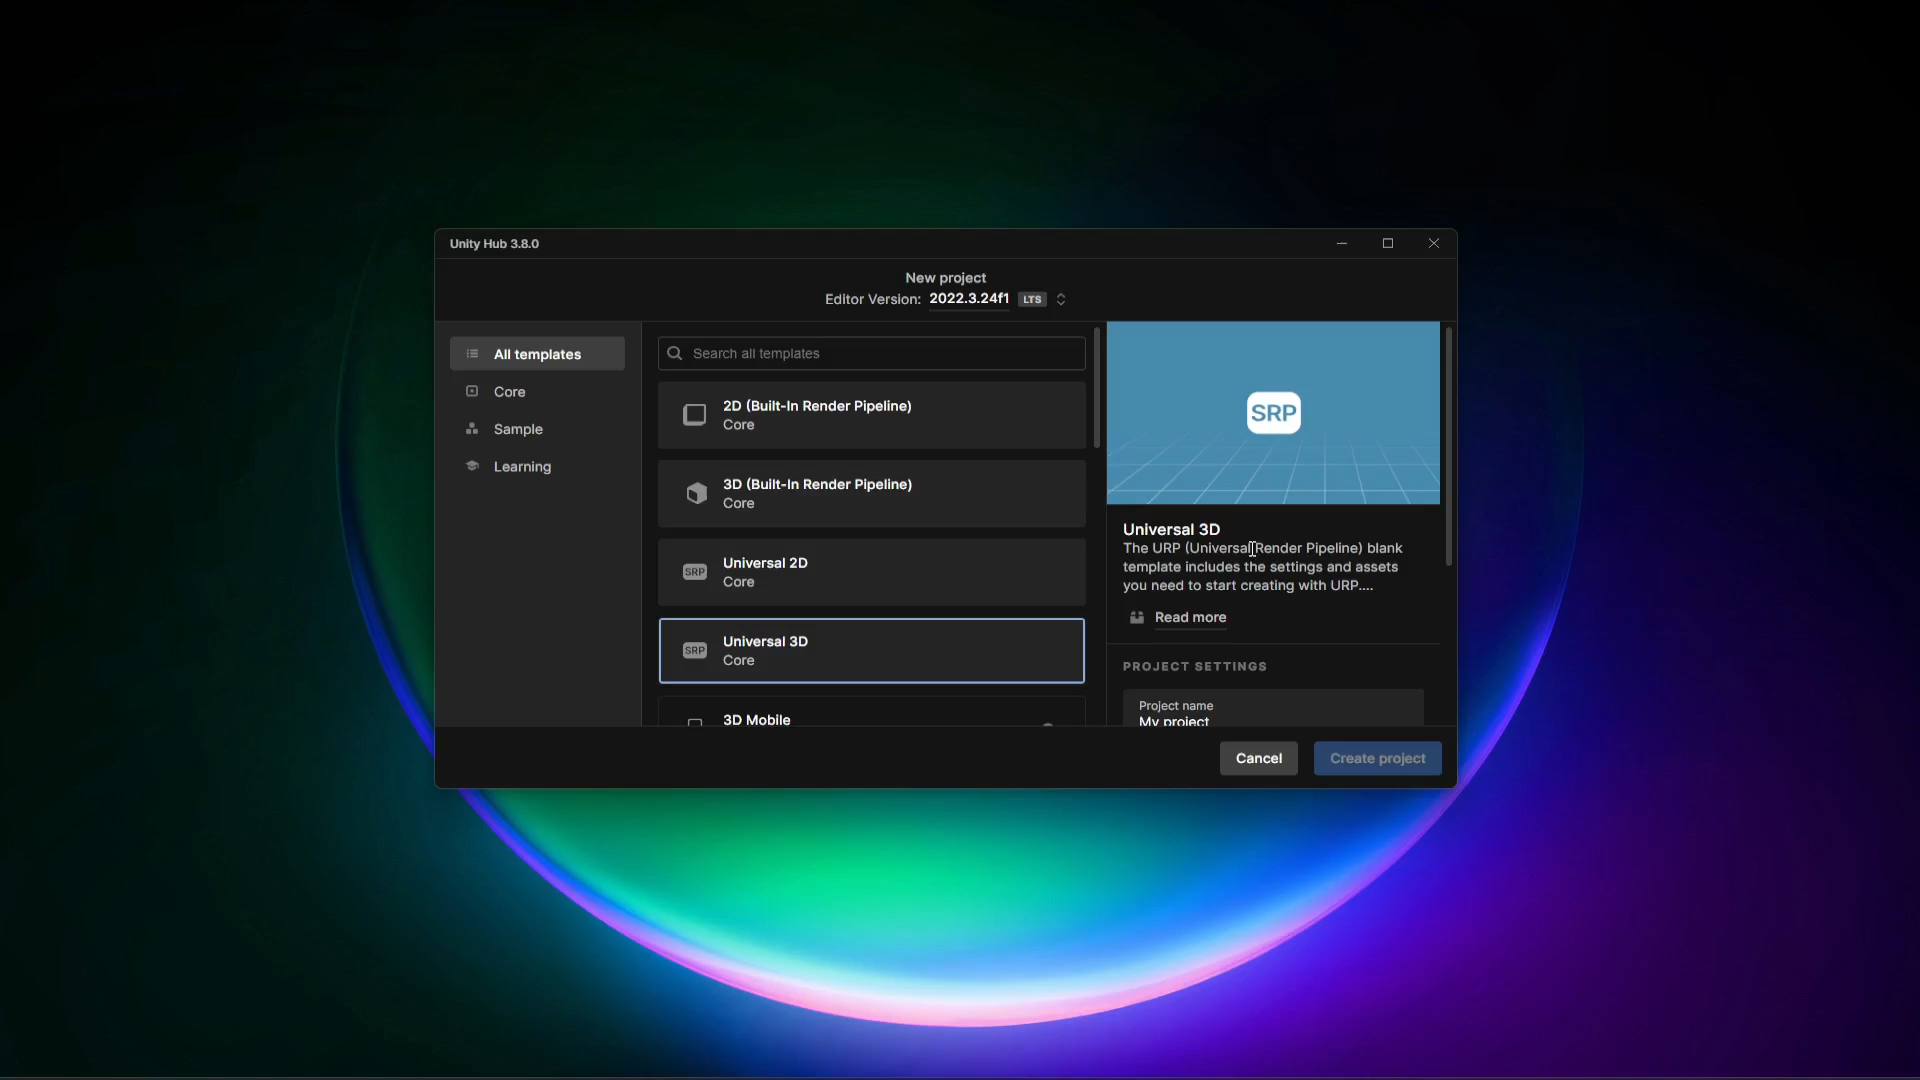 Unity Hub 3.8.0
New project
Editor Version: 2022.3.24f1 LTS
All templates
Core
Sample
Learning
Search all templates
2D (Built-In Render Pipeline)
Core
3D (Built-In Render Pipeline)
Core
SRP
Universal 2D
Core
SRP
Universal 3D
Core
3D Mobile
SRP
Universal 3D
The URP (Universal Render Pipeline) blank
template includes the settings and assets
you need to start creating with URP....
Read more
PROJECT SETTINGS
Project name
My project
Cancel
Create project